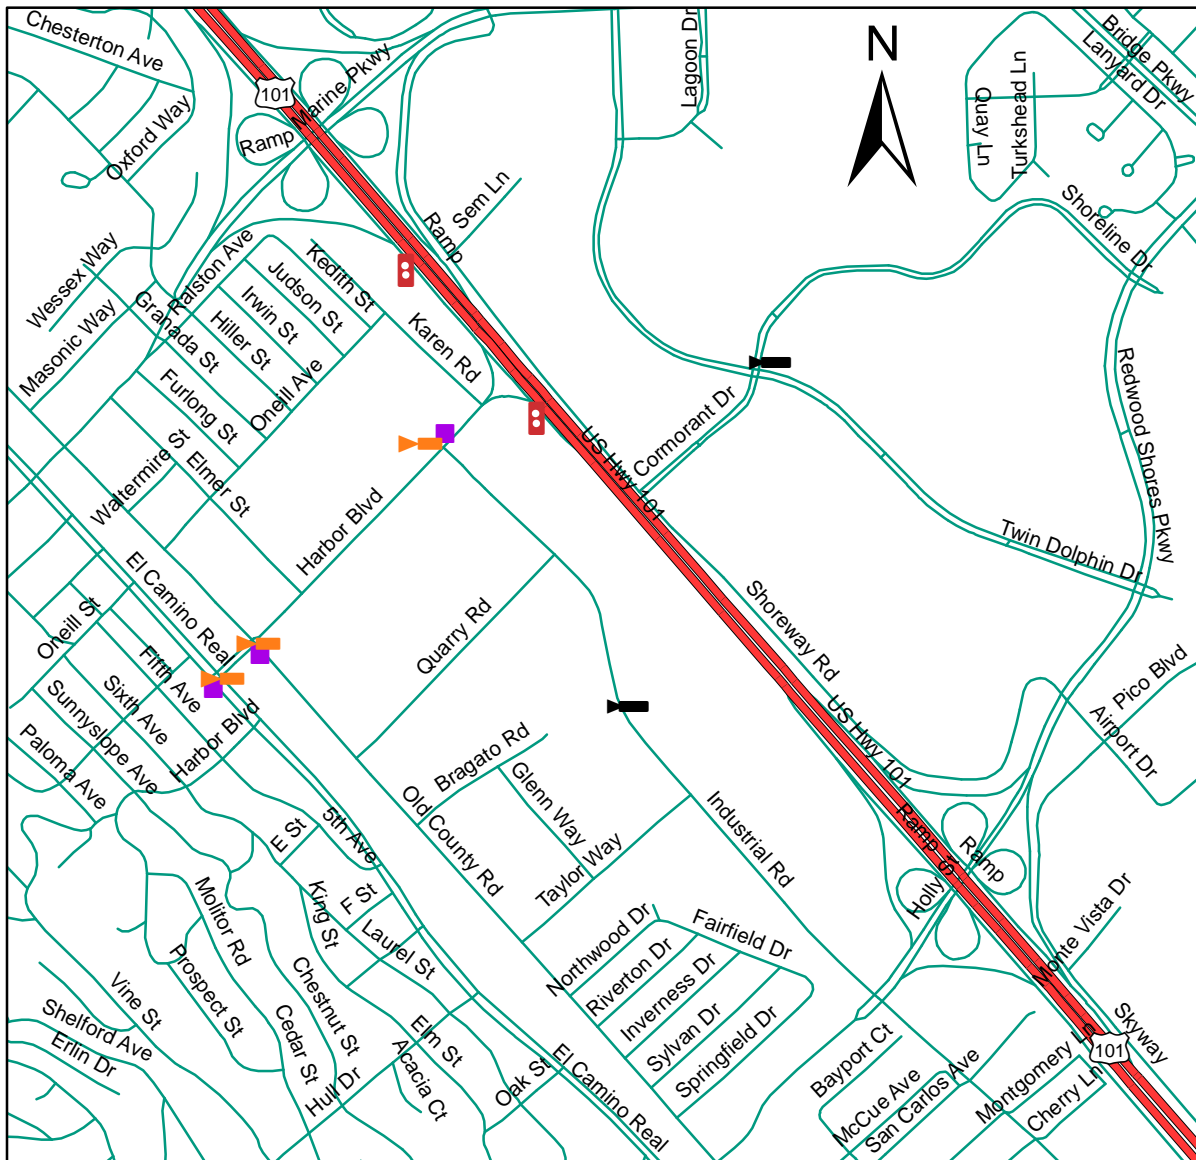 Chesterton Ave
Oxford Way
101
Ramp
Marine Pkwy
Lagoon Dr
N
Bridge Pkwy
Lanyard Dr
Quay Ln
Turkshead Ln
Shoreline Dr
Sem Ln
Ramp
Wessex Way
Masonic Way
Ralston Ave
Granada St
Kedith St
Judson St
Irwin St
Hiller St
Oneill Ave
Furlong St
Karen Rd
Waltermire St
Elmer St
Harbor Blvd
US Hwy 101
Cormorant Dr
Redwood Shores Pkwy
Twin Dolphin Dr
El Camino Real
Oneill St
Fifth Ave
Sixth Ave
Sunnyslope Ave
Paloma Ave
Harbor Blvd
Quarry Rd
Shoreway Rd
US Hwy 101
Pico Blvd
Airport Dr
Bragato Rd
Glenn Way
Taylor Way
Old County Rd
5th Ave
Industrial Rd
Ramp
Ramp
Holly St
E St
F St
King St
Laurel St
Molitor Rd
Prospect St
Chestnut St
Cedar St
Vine St
Shelford Ave
Erlin Dr
Hull Dr
Elm St
Acacia Ct
Oak St
El Camino Real
Northwood Dr
Fairfield Dr
Riverton Dr
Inverness Dr
Sylvan Dr
Springfield Dr
Monte Vista Dr
Skyway
101
Bayport Ct
McCue Ave
San Carlos Ave
Montgomery Ln
Cherry Ln